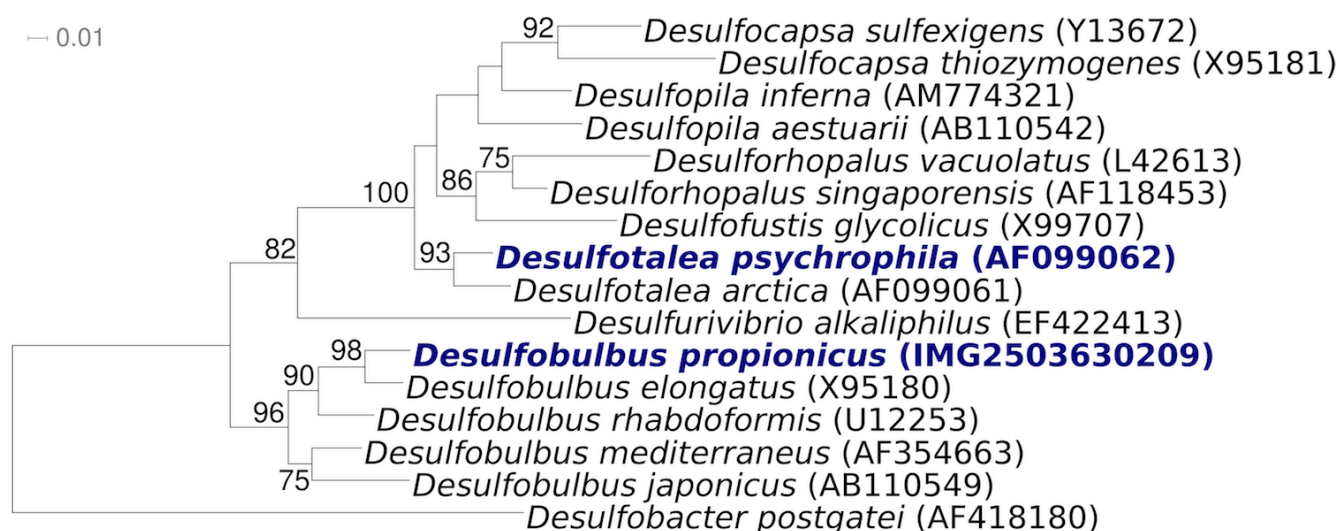 0.01
92
Desulfocapsa sulfexigens (Y13672)
Desulfocapsa thiozymogenes (X95181)
Desulfopila inferna (AM774321)
Desulfopila aestuarii (AB110542)
75
Desulforhopalus vacuolatus (L42613)
86
100
Desulforhopalus singaporensis (AF118453)
Desulfofustis glycolicus (X99707)
82
93
Desulfotalea psychrophila (AF099062)
Desulfotalea arctica (AF099061)
Desulfurivibrio alkaliphilus (EF422413)
98
Desulfobulbus propionicus (IMG2503630209)
90
Desulfobulbus elongatus (X95180)
96
Desulfobulbus rhabdoformis (U12253)
Desulfobulbus mediterraneus (AF354663)
75
Desulfobulbus japonicus (AB110549)
Desulfobacter postgatei (AF418180)